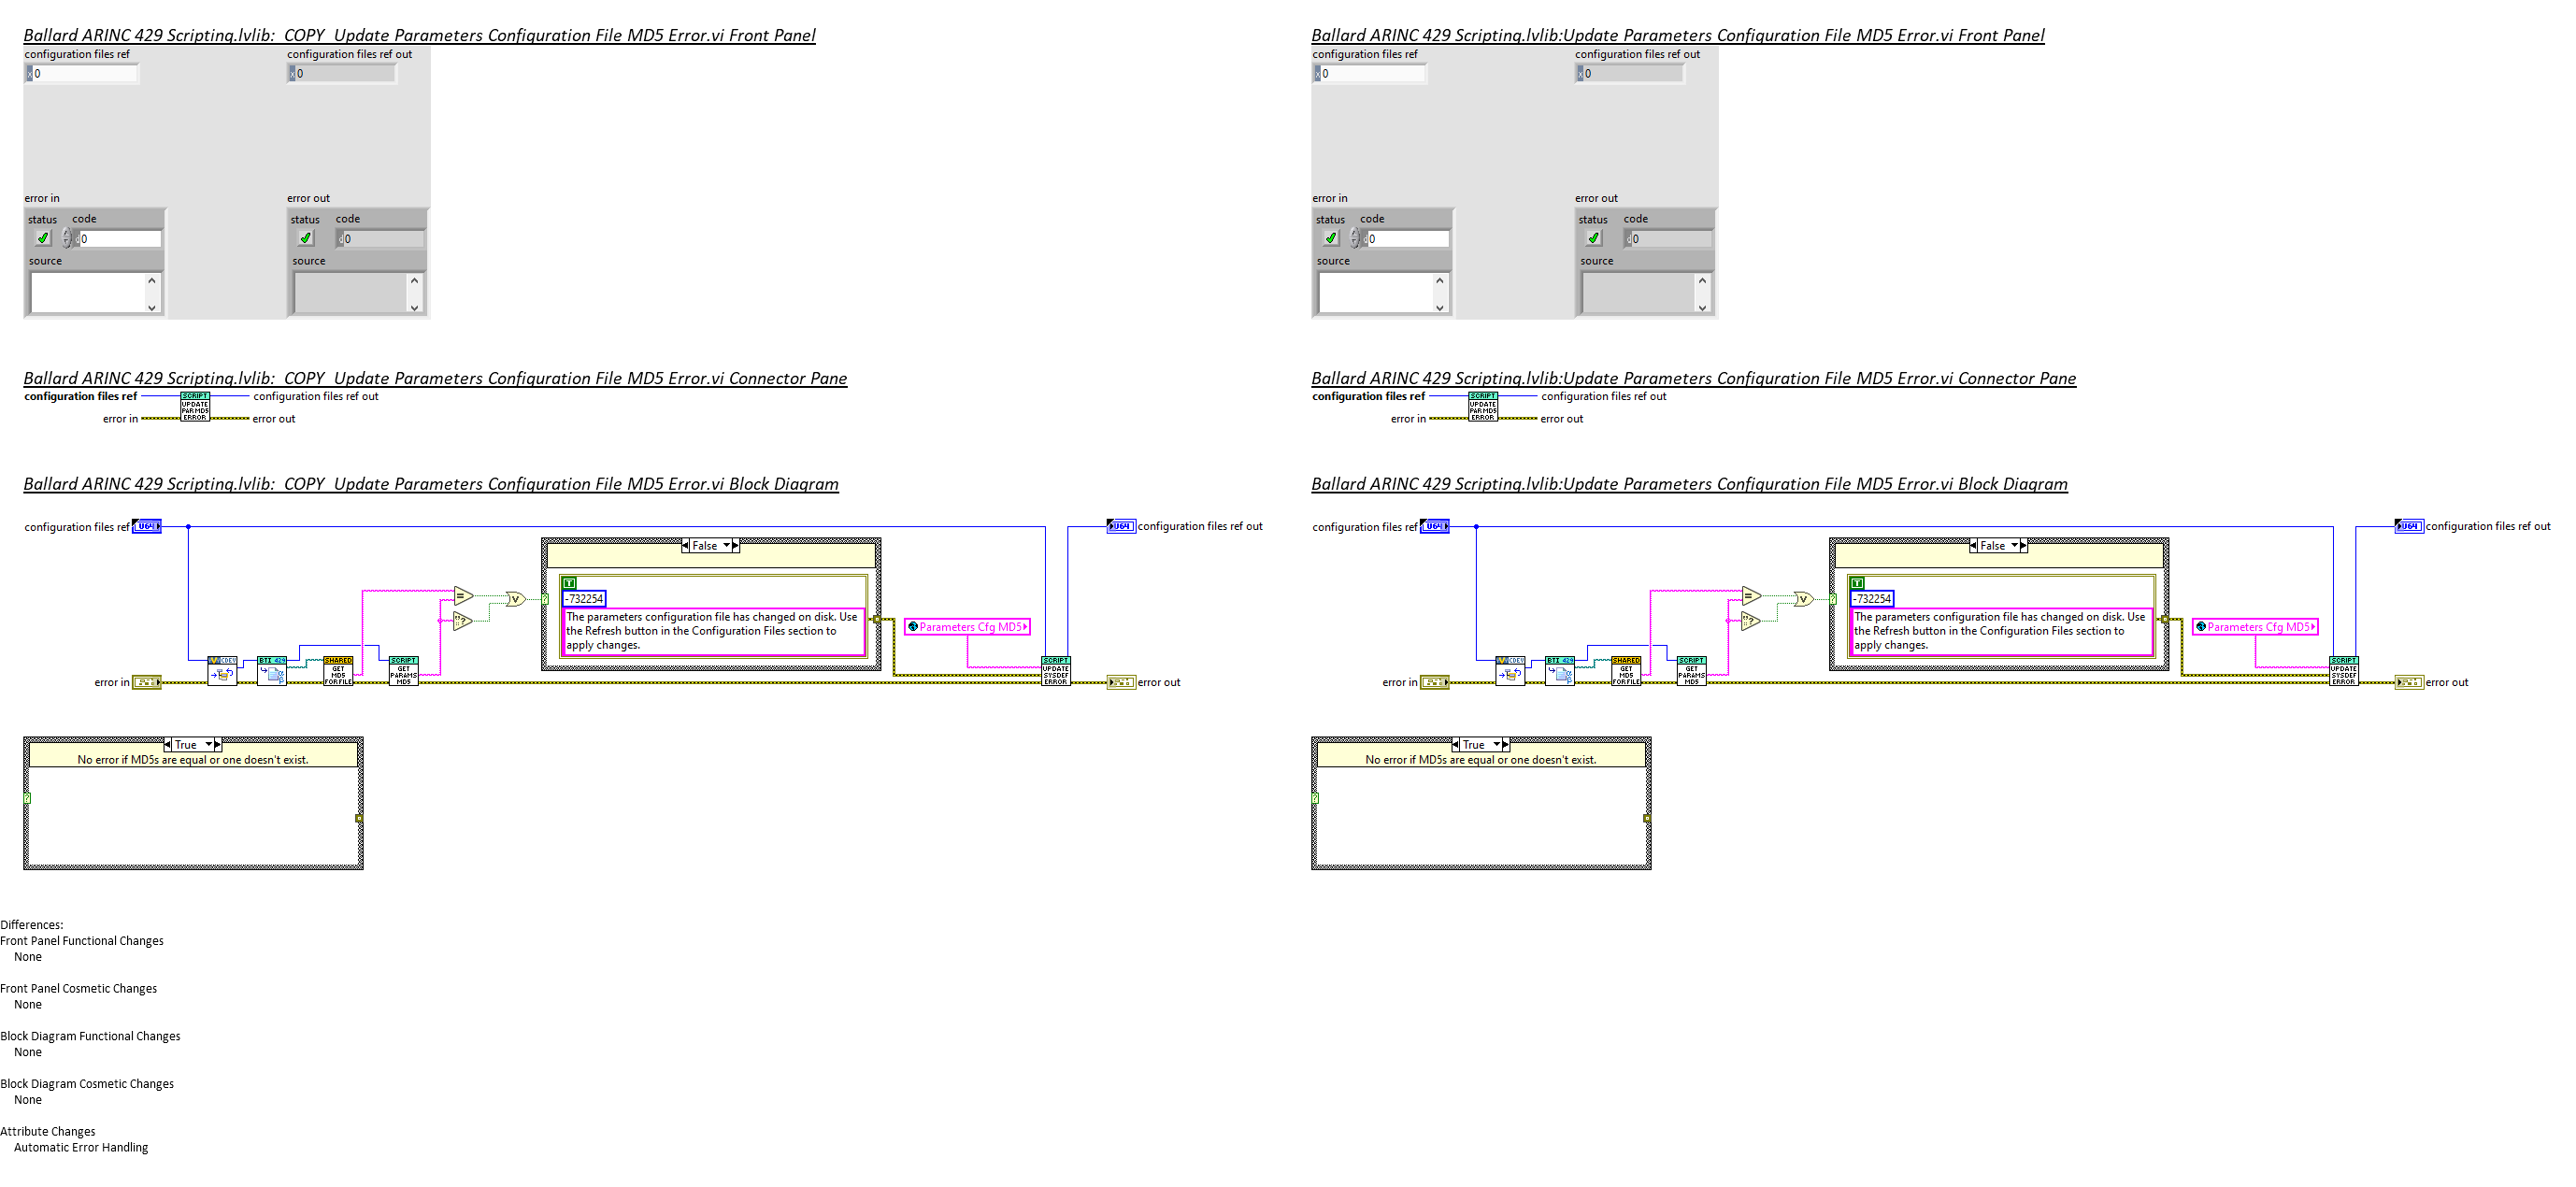 Ballard ARINC 429 Scripting.lvlib:  COPY  Update Parameters Configuration File MD5 Error.vi Front Panel
configuration files ref
configuration files ref out
x 0
x 0
error in
error out
status
code
status
code
d 0
d 0
source
source
Ballard ARINC 429 Scripting.lvlib:  COPY  Update Parameters Configuration File MD5 Error.vi Connector Pane
configuration files ref
SCRIPT
UPDATE
PAR MD5
ERROR
configuration files ref out
error in
error out
Ballard ARINC 429 Scripting.lvlib:  COPY  Update Parameters Configuration File MD5 Error.vi Block Diagram
configuration files ref
U64
U64
configuration files ref out
False
T
-732254
The parameters configuration file has changed on disk. Use
the Refresh button in the Configuration Files section to
apply changes.
Parameters Cfg MD5
BTI 429
SHARED
GET
MD5
FOR FILE
SCRIPT
GET
PARAMS
MD5
SCRIPT
UPDATE
SYSDEF
ERROR
error in
error out
True
No error if MD5s are equal or one doesn't exist.
Differences:
Front Panel Functional Changes
None
Front Panel Cosmetic Changes
None
Block Diagram Functional Changes
None
Block Diagram Cosmetic Changes
None
Attribute Changes
Automatic Error Handling
Ballard ARINC 429 Scripting.lvlib:Update Parameters Configuration File MD5 Error.vi Front Panel
configuration files ref
configuration files ref out
x 0
x 0
error in
error out
status
code
status
code
d 0
d 0
source
source
Ballard ARINC 429 Scripting.lvlib:Update Parameters Configuration File MD5 Error.vi Connector Pane
configuration files ref
SCRIPT
UPDATE
PAR MD5
ERROR
configuration files ref out
error in
error out
Ballard ARINC 429 Scripting.lvlib:Update Parameters Configuration File MD5 Error.vi Block Diagram
configuration files ref
U64
U64
configuration files ref out
False
T
-732254
The parameters configuration file has changed on disk. Use
the Refresh button in the Configuration Files section to
apply changes.
Parameters Cfg MD5
BTI 429
SHARED
GET
MD5
FOR FILE
SCRIPT
GET
PARAMS
MD5
SCRIPT
UPDATE
SYSDEF
ERROR
error in
error out
True
No error if MD5s are equal or one doesn't exist.